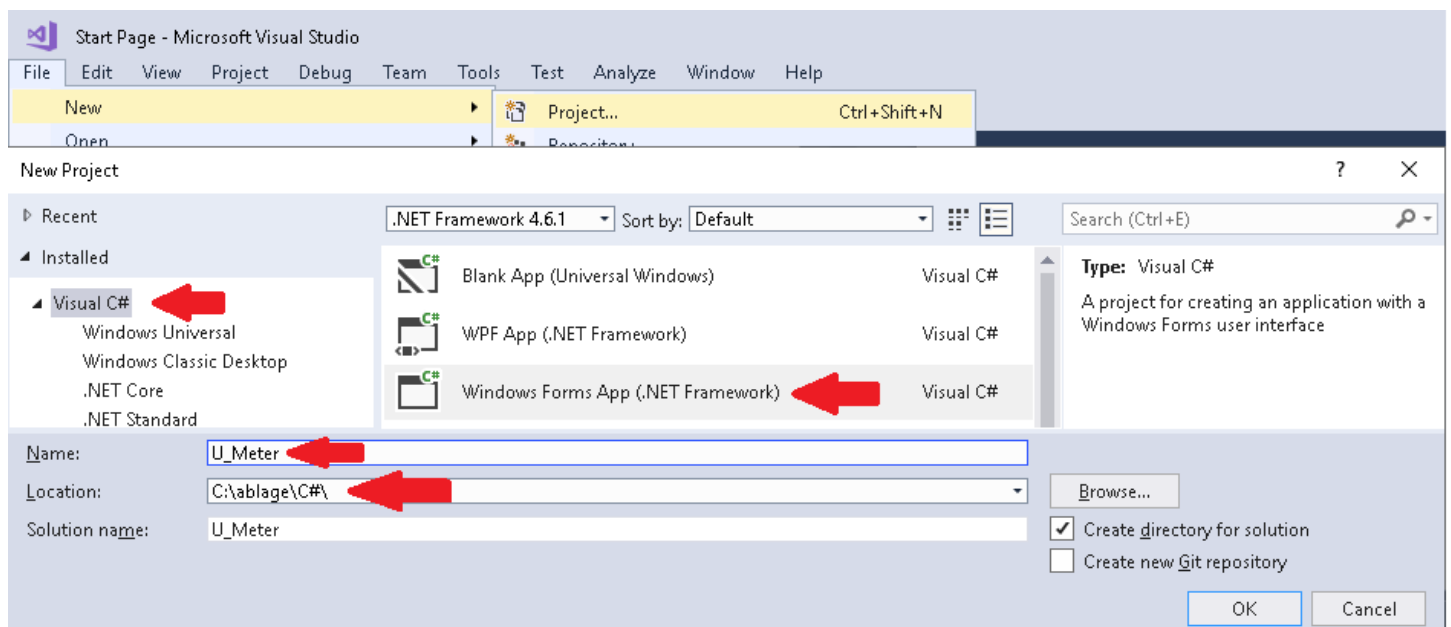 Start Page - Microsoft Visual Studio
File Edit View Project Debug Team Tools Test Analyze Window Help
New Project... Ctrl+Shift+N
Open Repository
New Project ?
Recent .NET Framework 4.6.1 Sort by: Default Search (Ctrl+E)
Installed
Visual C#
Windows Universal
Windows Classic Desktop
.NET Core
.NET Standard
C# Blank App (Universal Windows) Visual C#
C# WPF App (.NET Framework) Visual C#
C# Windows Forms App (.NET Framework) Visual C#
Type: Visual C#
A project for creating an application with a
Windows Forms user interface
Name: U_Meter
Location: C:\ablage\C#\ Browse...
Solution name: U_Meter
Create directory for solution
Create new Git repository
OK Cancel